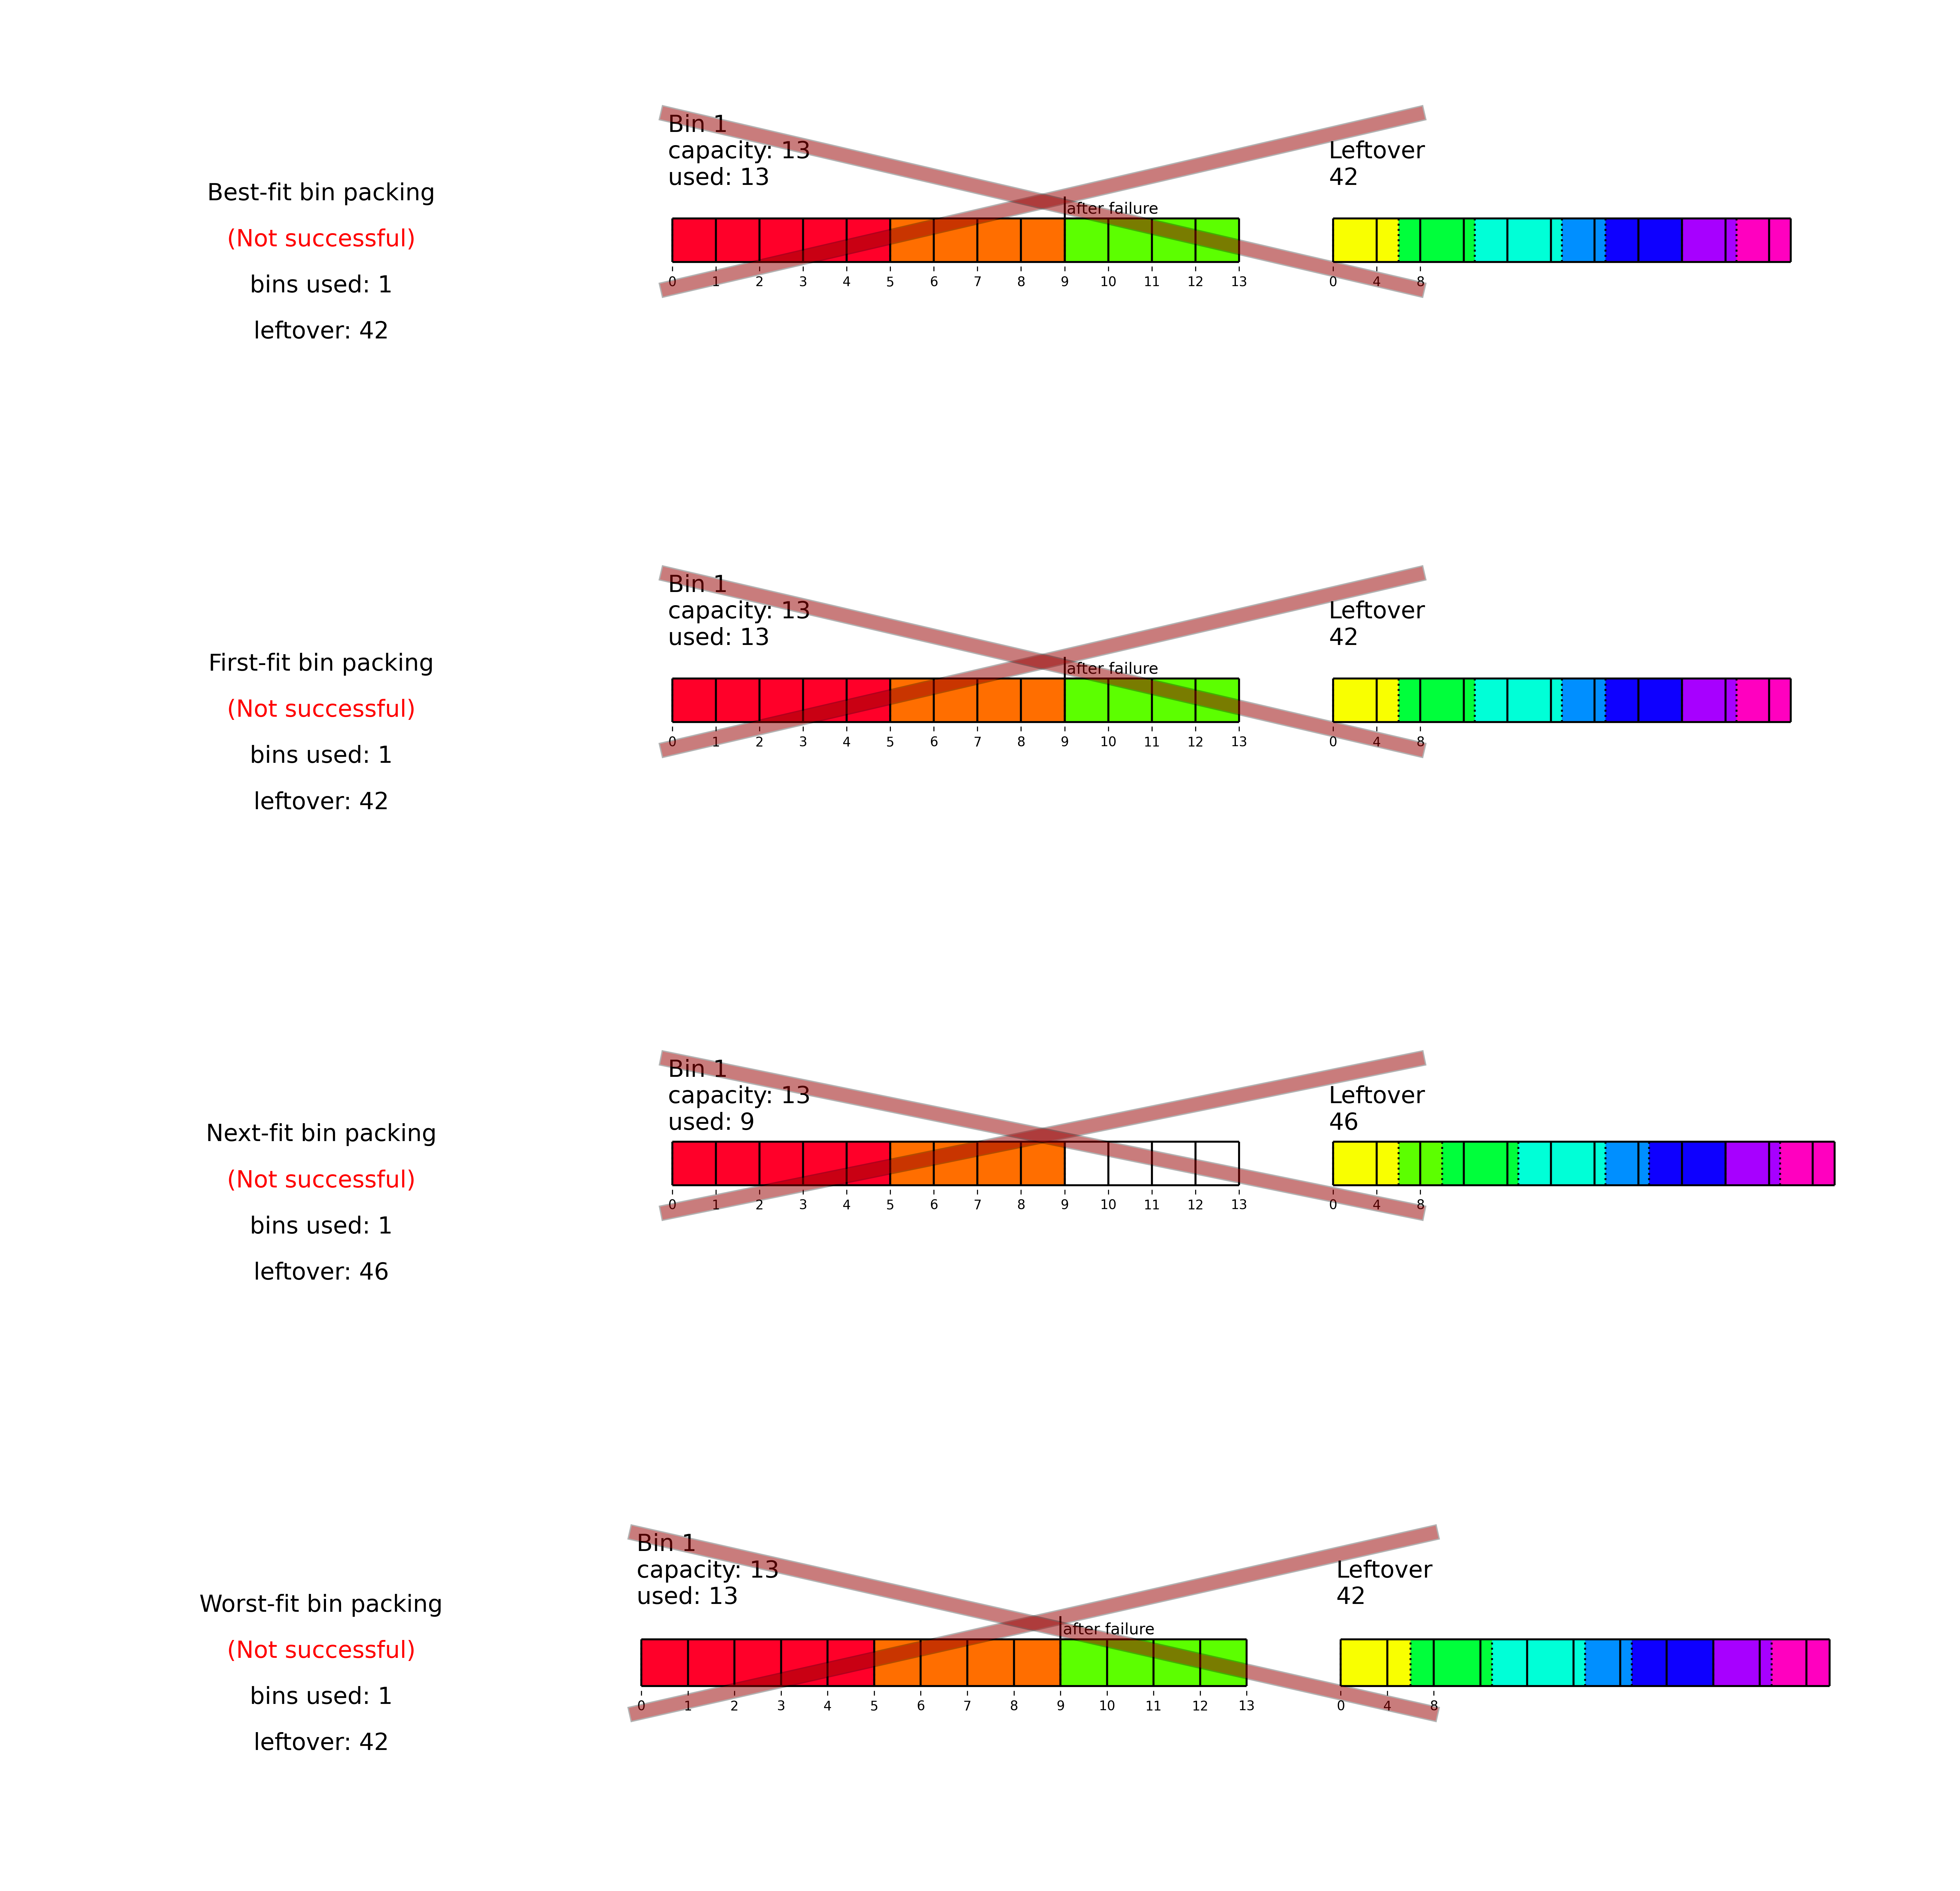 Best-fit bin packing
(Not successful)
bins used: 1
leftover: 42
Bin 1
capacity: 13
used: 13
after failure
0 1 2 3 4 5 6 7 8 9 10 11 12 13
Leftover
42
0 4 8
First-fit bin packing
(Not successful)
bins used: 1
leftover: 42
Bin 1
capacity: 13
used: 13
after failure
0 1 2 3 4 5 6 7 8 9 10 11 12 13
Leftover
42
0 4 8
Next-fit bin packing
(Not successful)
bins used: 1
leftover: 46
Bin 1
capacity: 13
used: 9
0 1 2 3 4 5 6 7 8 9 10 11 12 13
Leftover
46
0 4 8
Worst-fit bin packing
(Not successful)
bins used: 1
leftover: 42
Bin 1
capacity: 13
used: 13
after failure
0 1 2 3 4 5 6 7 8 9 10 11 12 13
Leftover
42
0 4 8